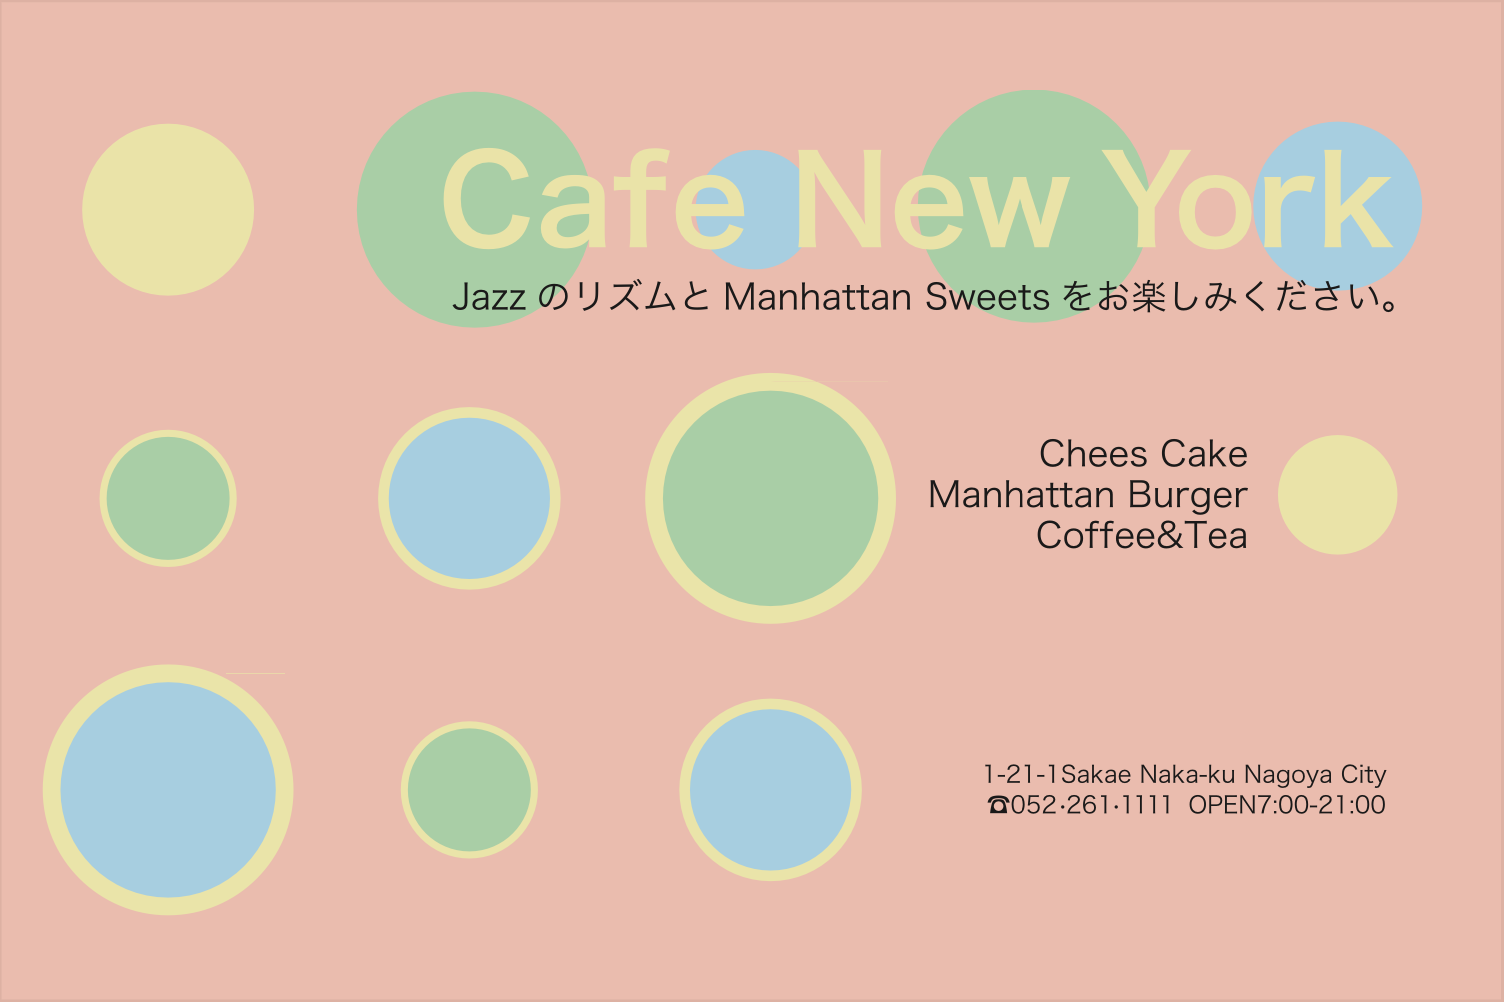 Cafe New York
Jazz のリズムと Manhattan Sweets をお楽しみください。
Chees Cake
Manhattan Burger
Coffee&Tea
1-21-1Sakae Naka-ku Nagoya City
☎052·261·1111 OPEN7:00-21:00